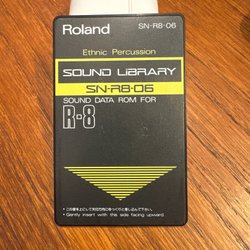 Roland
SN-R8-06
Ethnic Percussion
SOUND LIBRARY
SN-R8-06
SOUND DATA ROM FOR
R-8
• Gently insert with this side facing upward.